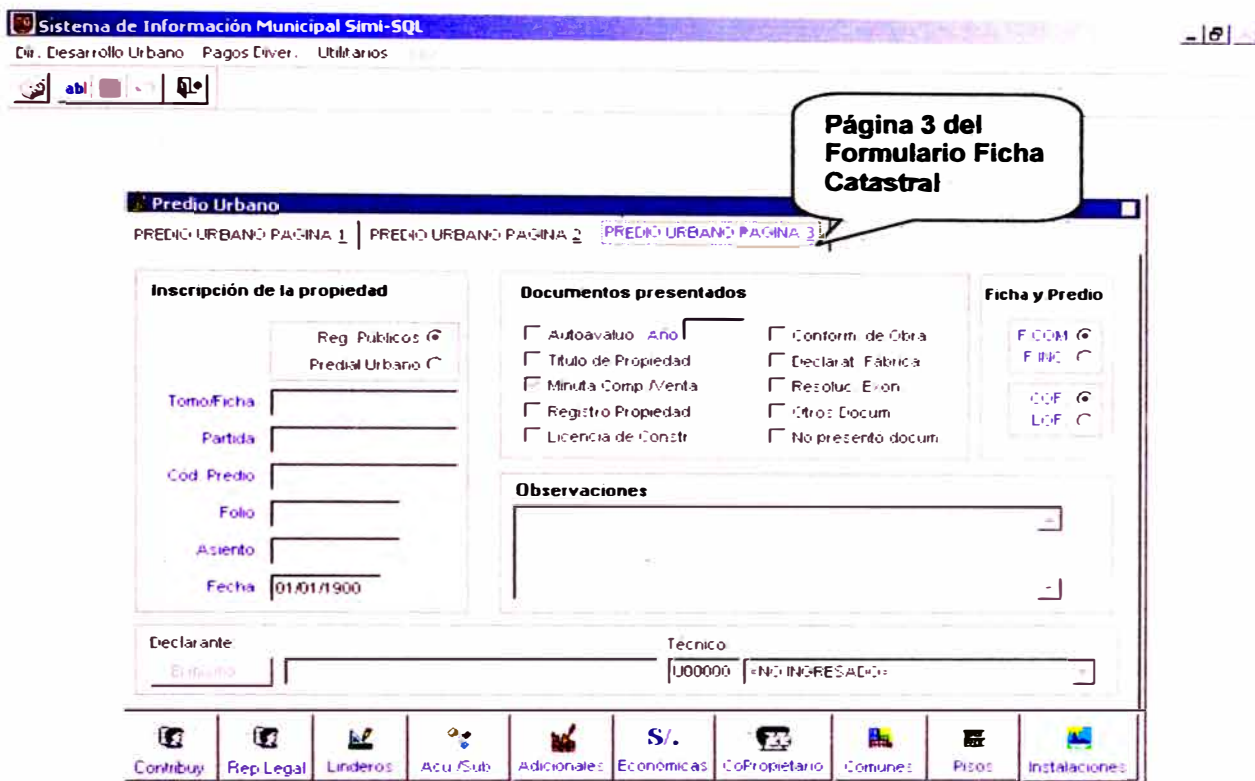 Sistema de Información Municipal Simi-SQL
Dir. Desarrollo Urbano Pagos Diver. Utilitarios
abl
Página 3 del
Formulario Ficha
Catastral
Predio Urbano
PREDIO URBANO PAGINA 1 PREDIO URBANO PAGINA 2 PREDIO URBANO PAGINA 3
Inscripción de la propiedad
Reg. Publicos
Predial Urbano
Tomo/Ficha
Partida
Cód. Predio
Folio
Asiento
Fecha 01/01/1900
Documentos presentados
Autoavaluo Año
Titulo de Propiedad
Minuta Comp./Venta
Registro Propiedad
Licencia de Constr
Conform. de Obra
Declarat. Fabrica
Resoluc. Exon
Otros Docum
No presento docum
Ficha y Predio
F.COM
F.INC
COF
LOF
Observaciones
Declarante
Técnico
U00000 <NO INGRESADO>
S/.
Contribuy Rep.Legal Linderos Acu./Sub Adicionales Economicas CoPropietario Comunes Pisos Instalaciones